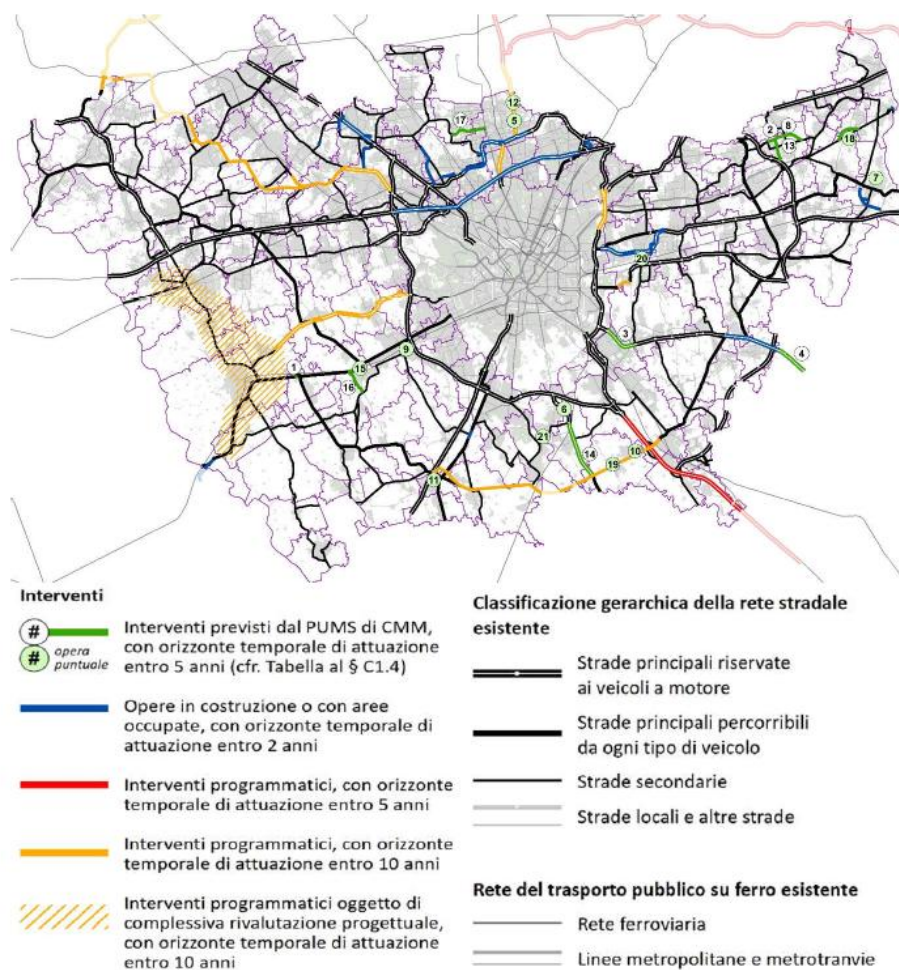 12
5
17
2
8
13
18
7
20
3
4
9
1
15
16
6
21
14
19
10
11
Interventi
#
#
opera
puntuale
Interventi previsti dal PUMS di CMM,
con orizzonte temporale di attuazione
entro 5 anni (cfr. Tabella al § C1.4)
Opere in costruzione o con aree
occupate, con orizzonte temporale di
attuazione entro 2 anni
Interventi programmatici, con orizzonte
temporale di attuazione entro 5 anni
Interventi programmatici, con orizzonte
temporale di attuazione entro 10 anni
Interventi programmatici oggetto di
complessiva rivalutazione progettuale,
con orizzonte temporale di attuazione
entro 10 anni
Classificazione gerarchica della rete stradale
esistente
Strade principali riservate
ai veicoli a motore
Strade principali percorribili
da ogni tipo di veicolo
Strade secondarie
Strade locali e altre strade
Rete del trasporto pubblico su ferro esistente
Rete ferroviaria
Linee metropolitane e metrotranvie